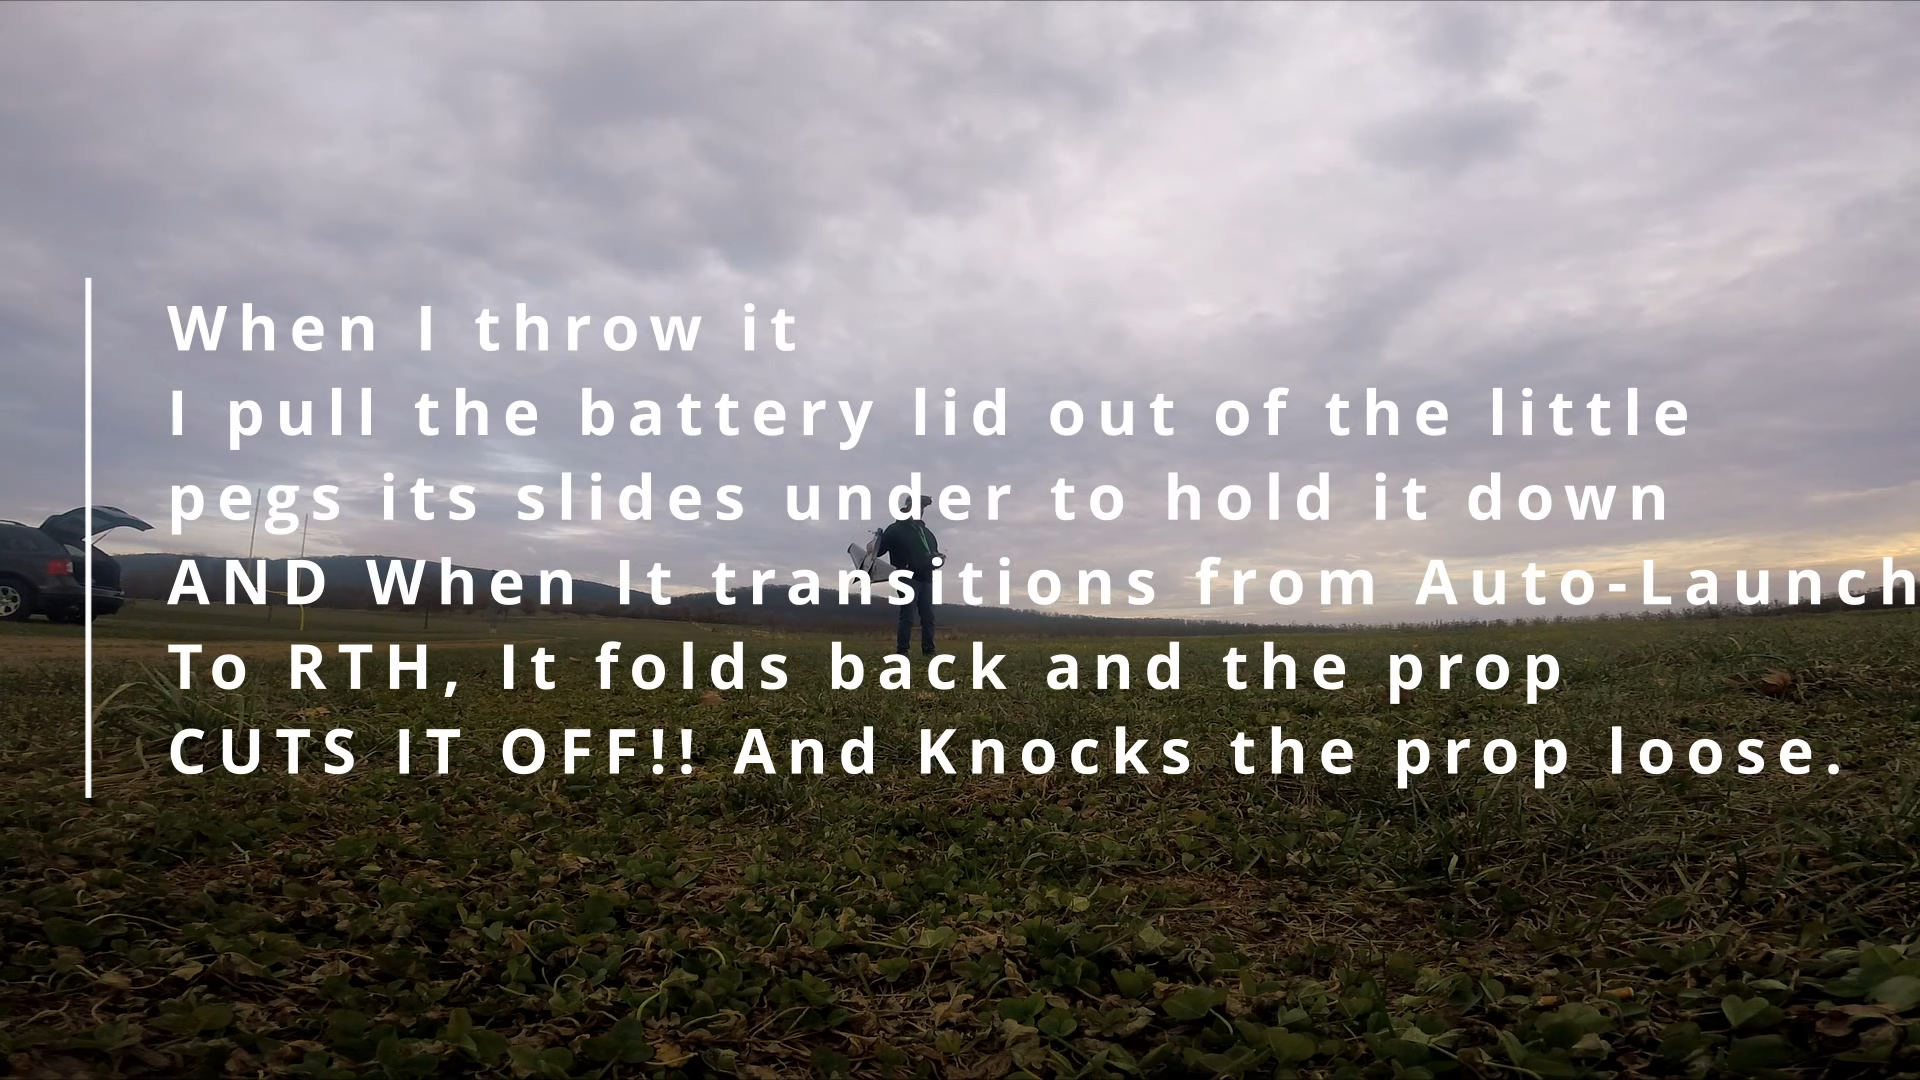 When I throw it
I pull the battery lid out of the little
pegs its slides under to hold it down
AND When It transitions from Auto-Launch
To RTH, It folds back and the prop
CUTS IT OFF!! And Knocks the prop loose.